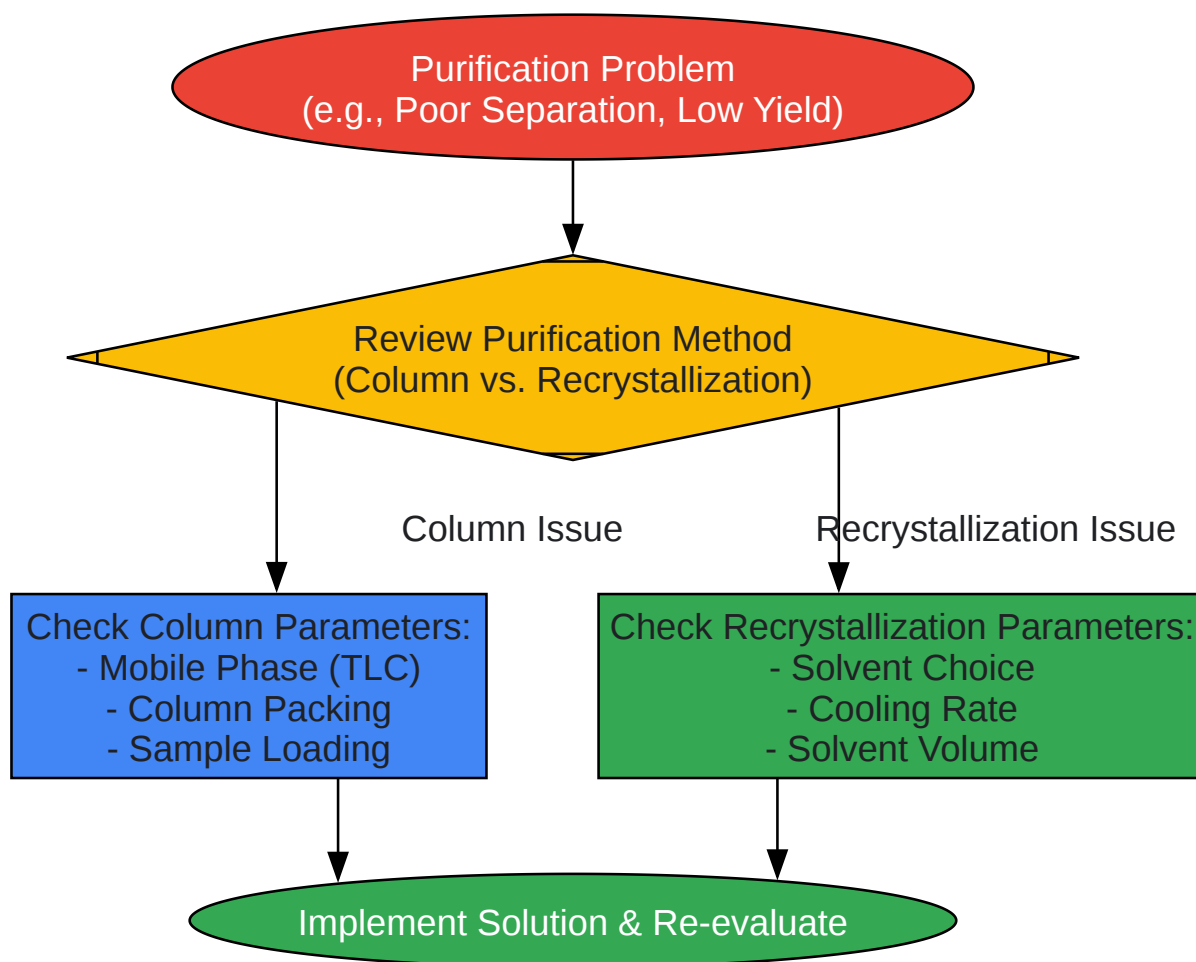 Purification Problem
(e.g., Poor Separation, Low Yield)
Review Purification Method
(Column vs. Recrystallization)
Column Issue
Recrystallization Issue
Check Column Parameters:
- Mobile Phase (TLC)
- Column Packing
- Sample Loading
Check Recrystallization Parameters:
- Solvent Choice
- Cooling Rate
- Solvent Volume
Implement Solution & Re-evaluate